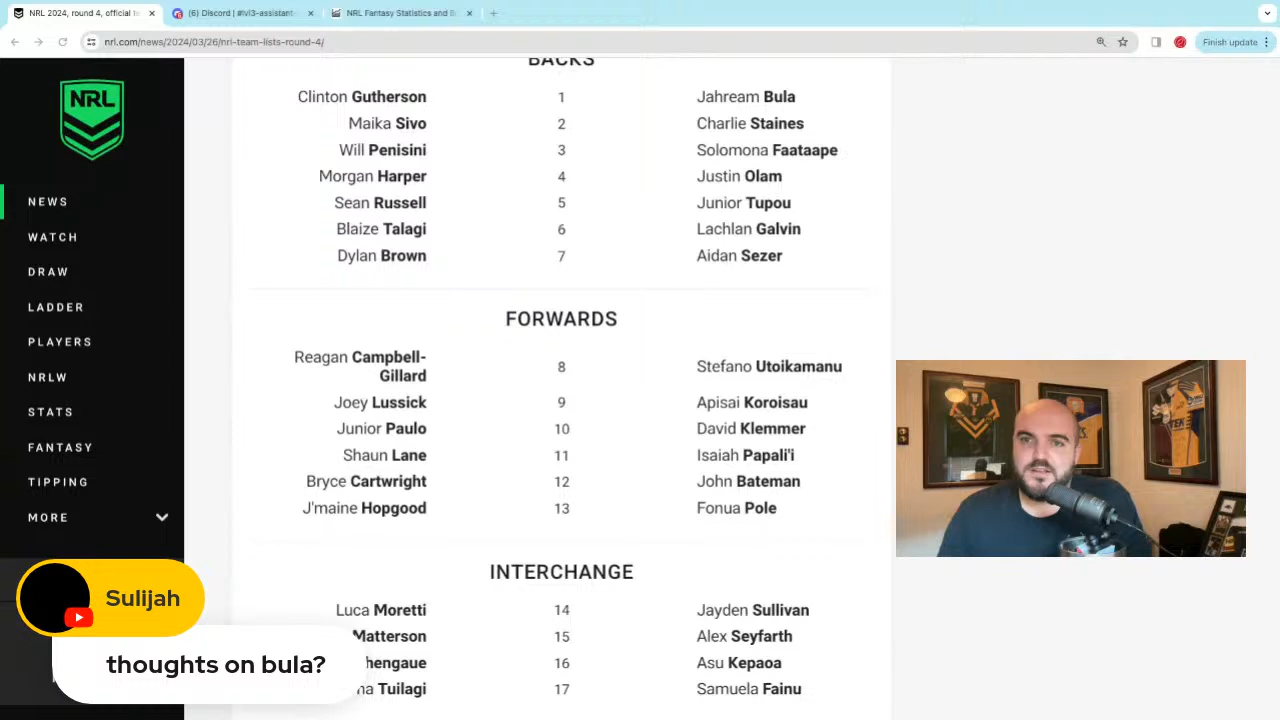 NRL 2024, round 4, official t
(6) Discord | #lvl3-assistant-
NRL Fantasy Statistics and B
nrl.com/news/2024/03/26/nrl-team-lists-round-4/
Finish update
NRL
NEWS
WATCH
DRAW
LADDER
PLAYERS
NRLW
STATS
FANTASY
TIPPING
MORE
BACKS
Clinton Gutherson 1 Jahream Bula
Maika Sivo 2 Charlie Staines
Will Penisini 3 Solomona Faataape
Morgan Harper 4 Justin Olam
Sean Russell 5 Junior Tupou
Blaize Talagi 6 Lachlan Galvin
Dylan Brown 7 Aidan Sezer
FORWARDS
Reagan Campbell-
Gillard 8 Stefano Utoikamanu
Joey Lussick 9 Apisai Koroisau
Junior Paulo 10 David Klemmer
Shaun Lane 11 Isaiah Papali'i
Bryce Cartwright 12 John Bateman
J'maine Hopgood 13 Fonua Pole
INTERCHANGE
Luca Moretti 14 Jayden Sullivan
Matterson 15 Alex Seyfarth
hengaue 16 Asu Kepaoa
na Tuilagi 17 Samuela Fainu
Sulijah
thoughts on bula?